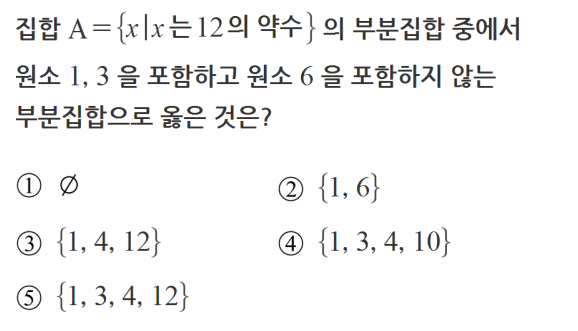 집합 A={x|x는 12의 약수}의 부분집합 중에서
원소 1, 3 을 포함하고 원소 6 을 포함하지 않는
부분집합으로 옳은 것은?
① ∅ ② {1, 6}
③ {1, 4, 12} ④ {1, 3, 4, 10}
⑤ {1, 3, 4, 12}